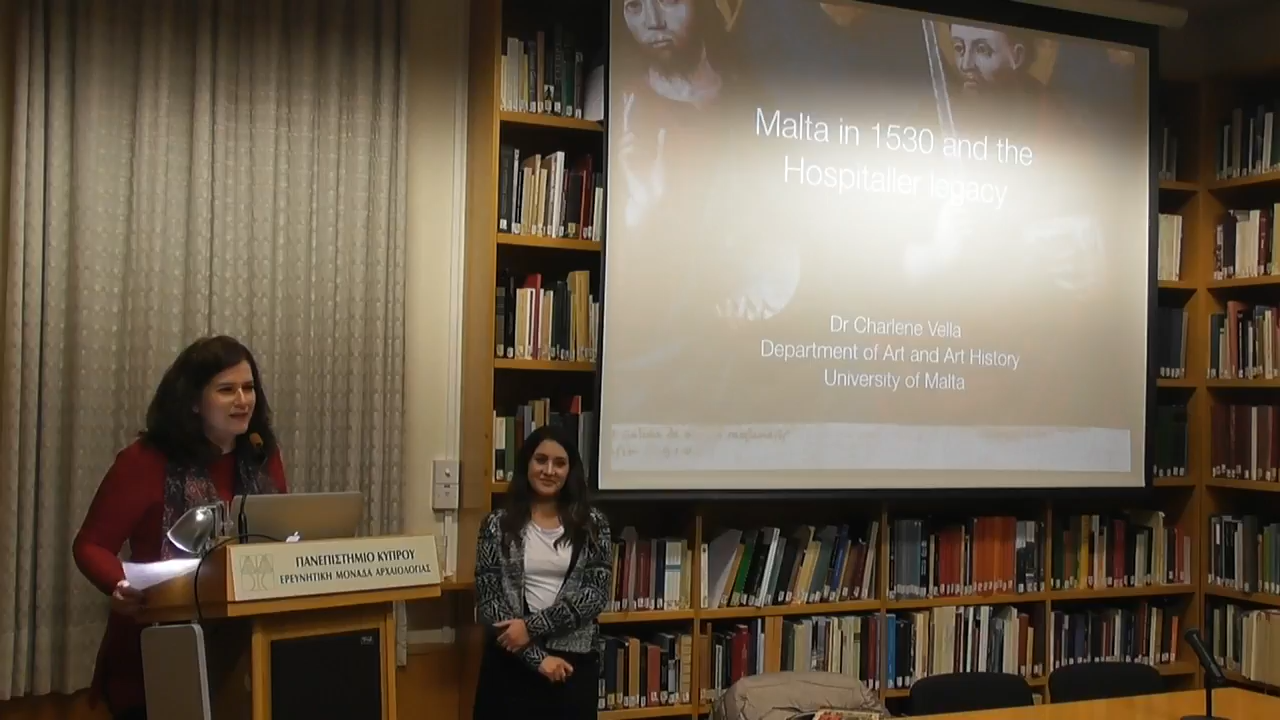 Malta in 1530 and the
Hospitaller legacy
Dr Charlene Vella
Department of Art and Art History
University of Malta
ΠΑΝΕΠΙΣΤΗΜΙΟ ΚΥΠΡΟΥ
ΕΡΕΥΝΗΤΙΚΗ ΜΟΝΑΔΑ ΑΡΧΑΙΟΛΟΓΙΑΣ